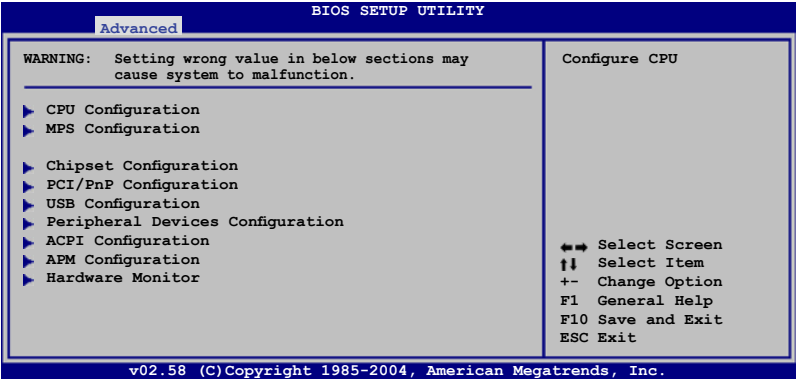 BIOS SETUP UTILITY
Advanced
WARNING: Setting wrong value in below sections may
cause system to malfunction.
CPU Configuration
MPS Configuration
Chipset Configuration
PCI/PnP Configuration
USB Configuration
Peripheral Devices Configuration
ACPI Configuration
APM Configuration
Hardware Monitor
Configure CPU
Select Screen
Select Item
+- Change Option
F1 General Help
F10 Save and Exit
ESC Exit
v02.58 (C)Copyright 1985-2004, American Megatrends, Inc.